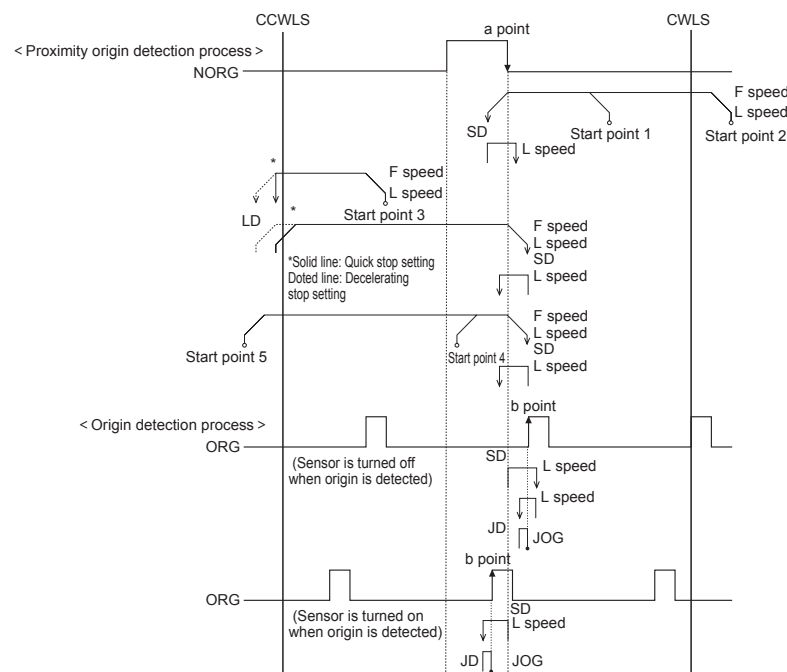 CCWLS
CWLS
a point
< Proximity origin detection process >
NORG
F speed
L speed
SD
Start point 1
Start point 2
L speed
*
F speed
L speed
LD
*
Start point 3
F speed
L speed
SD
*Solid line: Quick stop setting
Doted line: Decelerating
stop setting
L speed
F speed
L speed
SD
Start point 5
Start point 4
L speed
b point
< Origin detection process >
ORG
SD
(Sensor is turned off
when origin is detected)
L speed
L speed
JD
JOG
b point
ORG
SD
(Sensor is turned on
when origin is detected)
L speed
JD
JOG